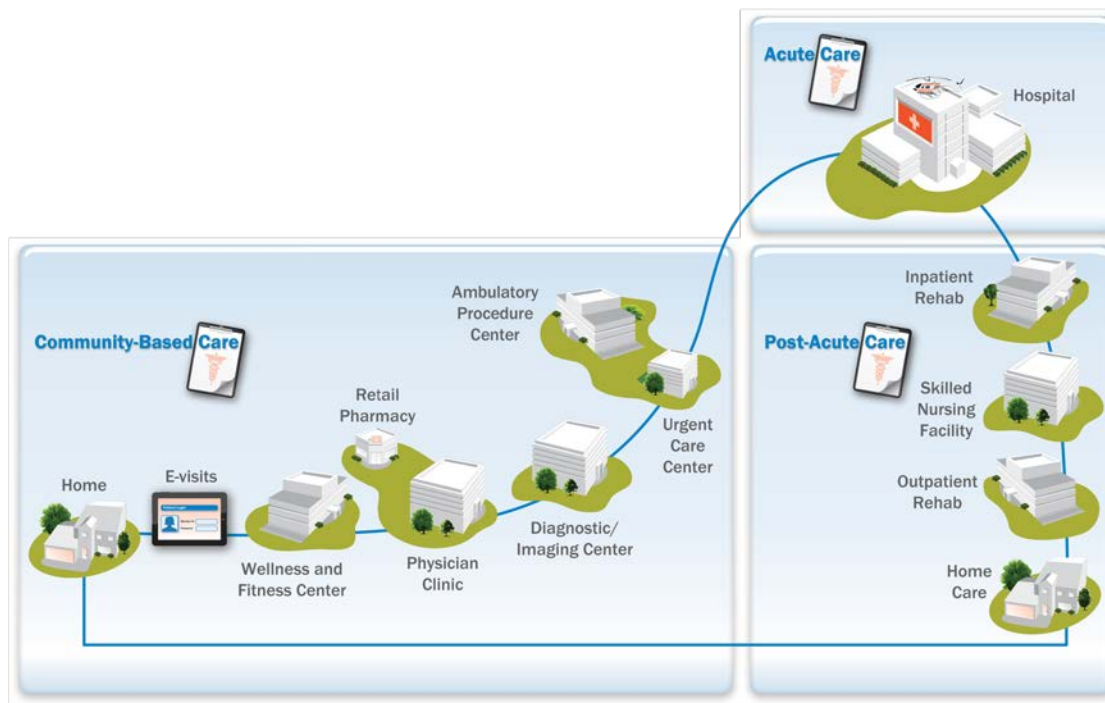 Acute Care
Hospital
Community-Based Care
Home
E-visits
Wellness and
Fitness Center
Retail
Pharmacy
Physician
Clinic
Diagnostic/
Imaging Center
Ambulatory
Procedure
Center
Urgent
Care
Center
Post-Acute Care
Inpatient
Rehab
Skilled
Nursing
Facility
Outpatient
Rehab
Home
Care